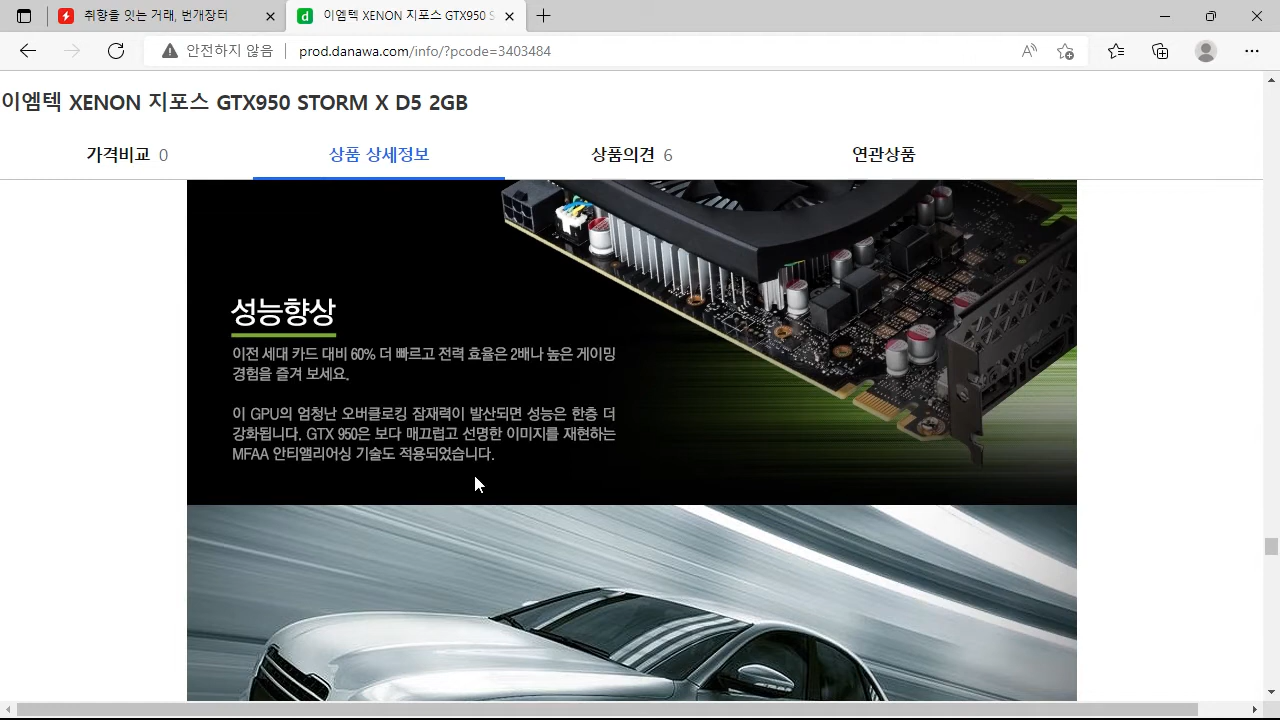 취향을 잇는 거래, 번개장터
이엠텍 XENON 지포스 GTX950 S
안전하지 않음
prod.danawa.com/info/?pcode=3403484
이엠텍 XENON 지포스 GTX950 STORM X D5 2GB
가격비교 0
상품 상세정보
상품의견 6
연관상품
성능향상
이전 세대 카드 대비 60% 더 빠르고 전력 효율은 2배나 높은 게이밍
경험을 즐겨 보세요.
이 GPU의 엄청난 오버클로킹 잠재력이 발산되면 성능은 한층 더
강화됩니다. GTX 950은 보다 매끄럽고 선명한 이미지를 재현하는
MFAA 안티앨리어싱 기술도 적용되었습니다.